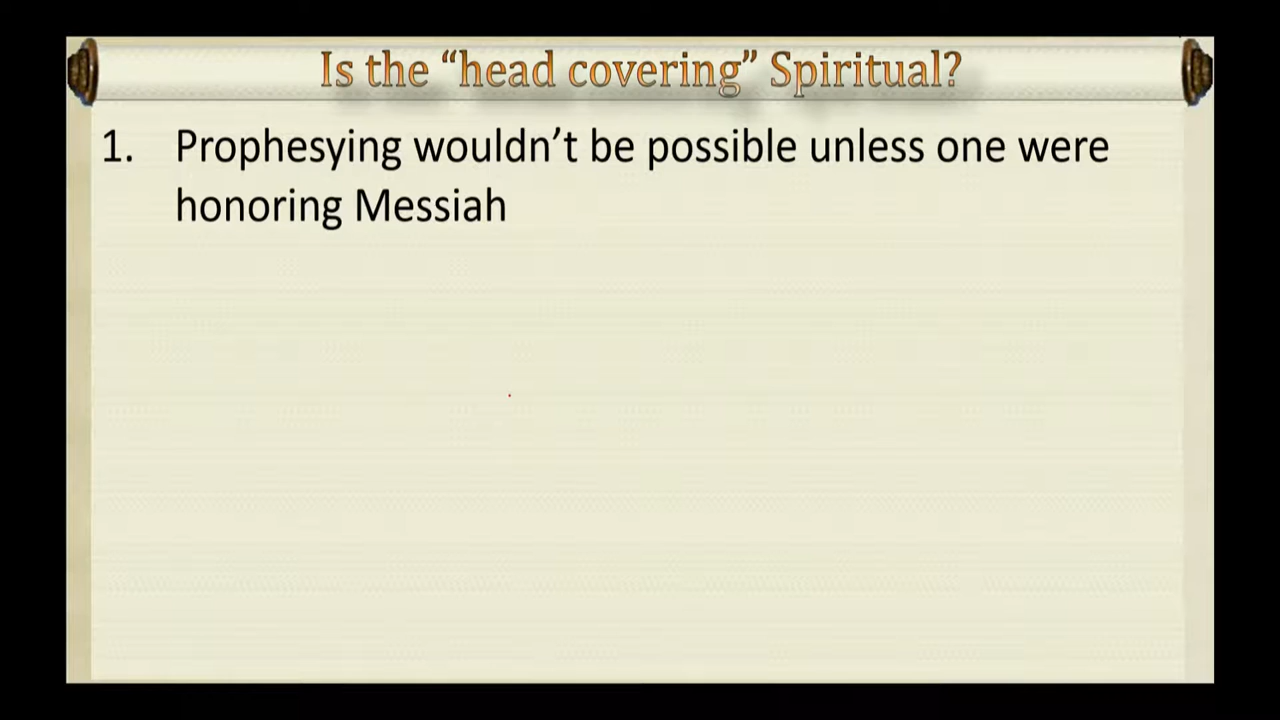 Is the “head covering” Spiritual?
1. Prophesying wouldn’t be possible unless one were
honoring Messiah